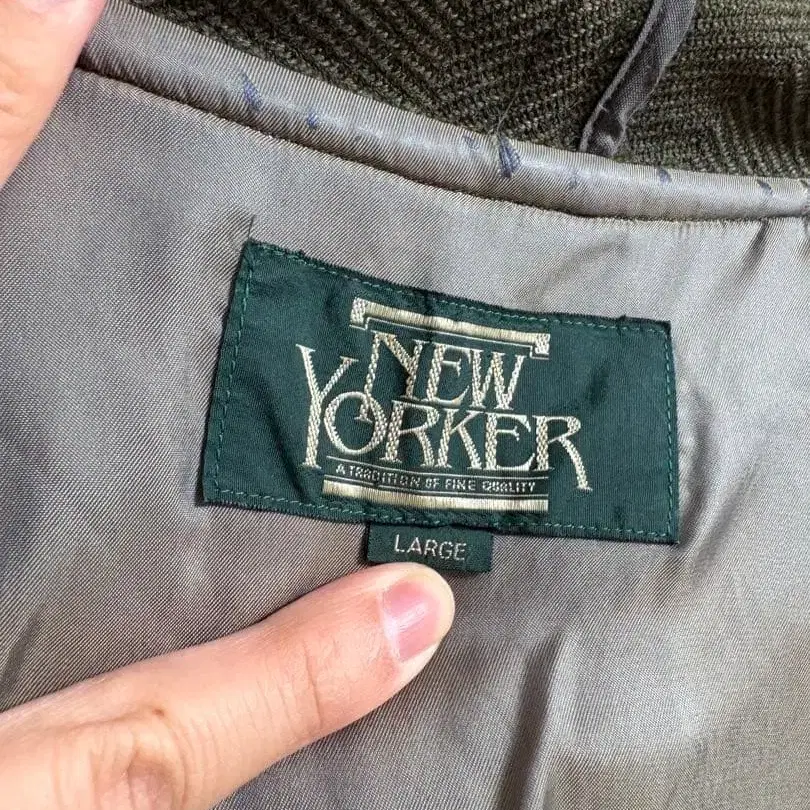 NEW
YORKER
A TRADITION OF FINE QUALITY
LARGE